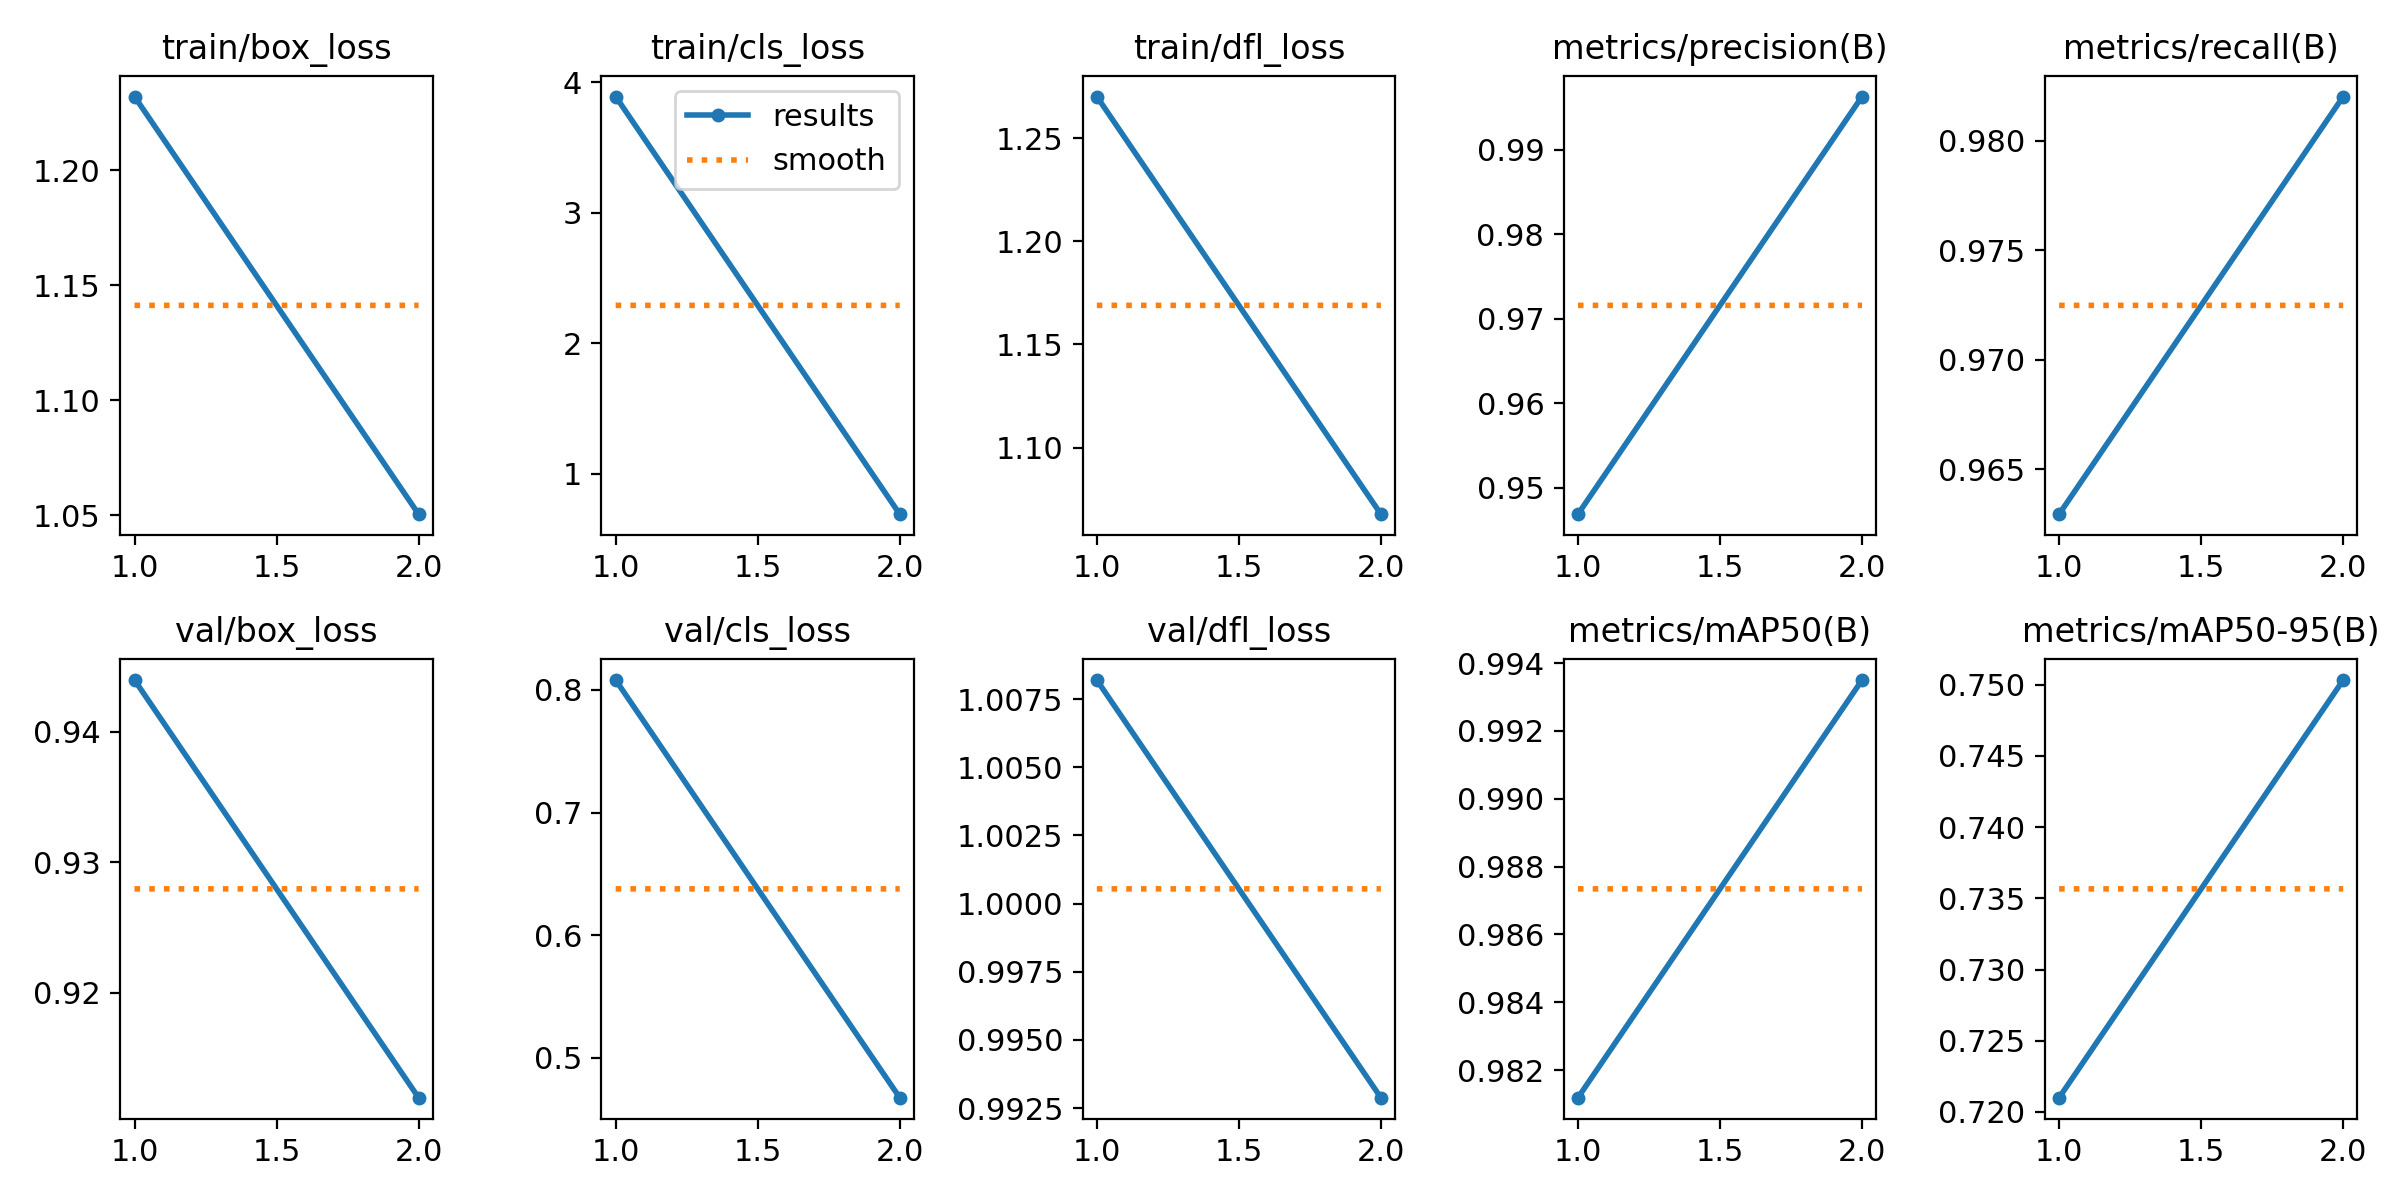 train/box_loss
1.20
1.15
1.10
1.05
1.0 1.5 2.0
train/cls_loss
results
smooth
4
3
2
1
1.0 1.5 2.0
train/dfl_loss
1.25
1.20
1.15
1.10
1.0 1.5 2.0
metrics/precision(B)
0.99
0.98
0.97
0.96
0.95
1.0 1.5 2.0
metrics/recall(B)
0.980
0.975
0.970
0.965
1.0 1.5 2.0
val/box_loss
0.94
0.93
0.92
1.0 1.5 2.0
val/cls_loss
0.8
0.7
0.6
0.5
1.0 1.5 2.0
val/dfl_loss
1.0075
1.0050
1.0025
1.0000
0.9975
0.9950
0.9925
1.0 1.5 2.0
metrics/mAP50(B)
0.994
0.992
0.990
0.988
0.986
0.984
0.982
1.0 1.5 2.0
metrics/mAP50-95(B)
0.750
0.745
0.740
0.735
0.730
0.725
0.720
1.0 1.5 2.0